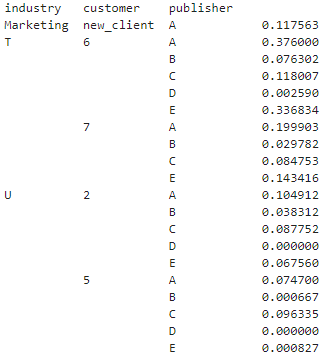 industry customer publisher
Marketing new_client A 0.117563
T 6 A 0.376000
B 0.076302
C 0.118007
D 0.002590
E 0.336834
7 A 0.199903
B 0.029782
C 0.084753
E 0.143416
U 2 A 0.104912
B 0.038312
C 0.087752
D 0.000000
E 0.067560
5 A 0.074700
B 0.000667
C 0.096335
D 0.000000
E 0.000827